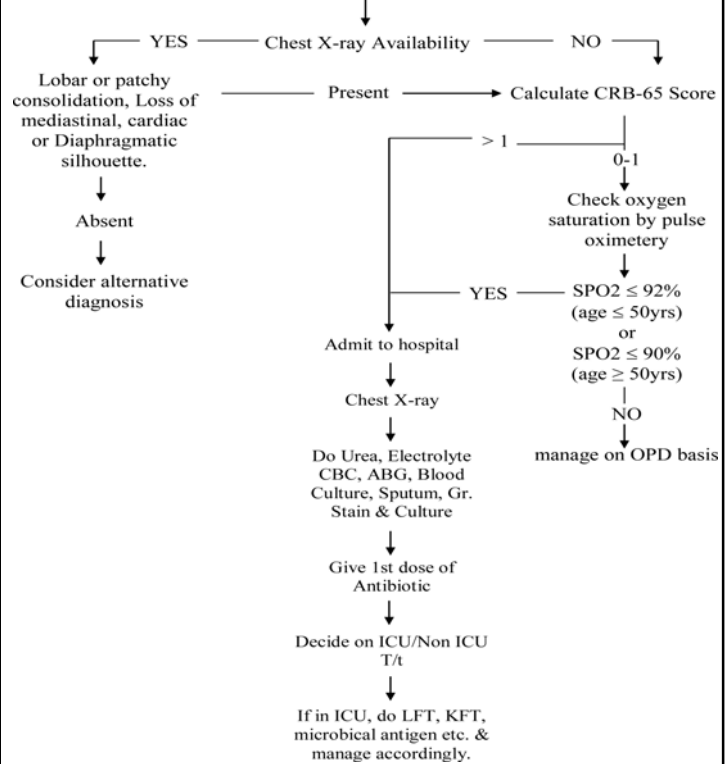 YES
Chest X-ray Availability
NO
Lobar or patchy
consolidation, Loss of
mediastinal, cardiac
or Diaphragmatic
silhouette.
Present
Calculate CRB-65 Score
> 1
0-1
Absent
Check oxygen
saturation by pulse
oximetery
Consider alternative
diagnosis
YES
SPO2 ≤ 92%
(age ≤ 50yrs)
or
SPO2 ≤ 90%
(age ≥ 50yrs)
NO
manage on OPD basis
Admit to hospital
Chest X-ray
Do Urea, Electrolyte
CBC, ABG, Blood
Culture, Sputum, Gr.
Stain & Culture
Give 1st dose of
Antibiotic
Decide on ICU/Non ICU
T/t
If in ICU, do LFT, KFT,
microbical antigen etc. &
manage accordingly.